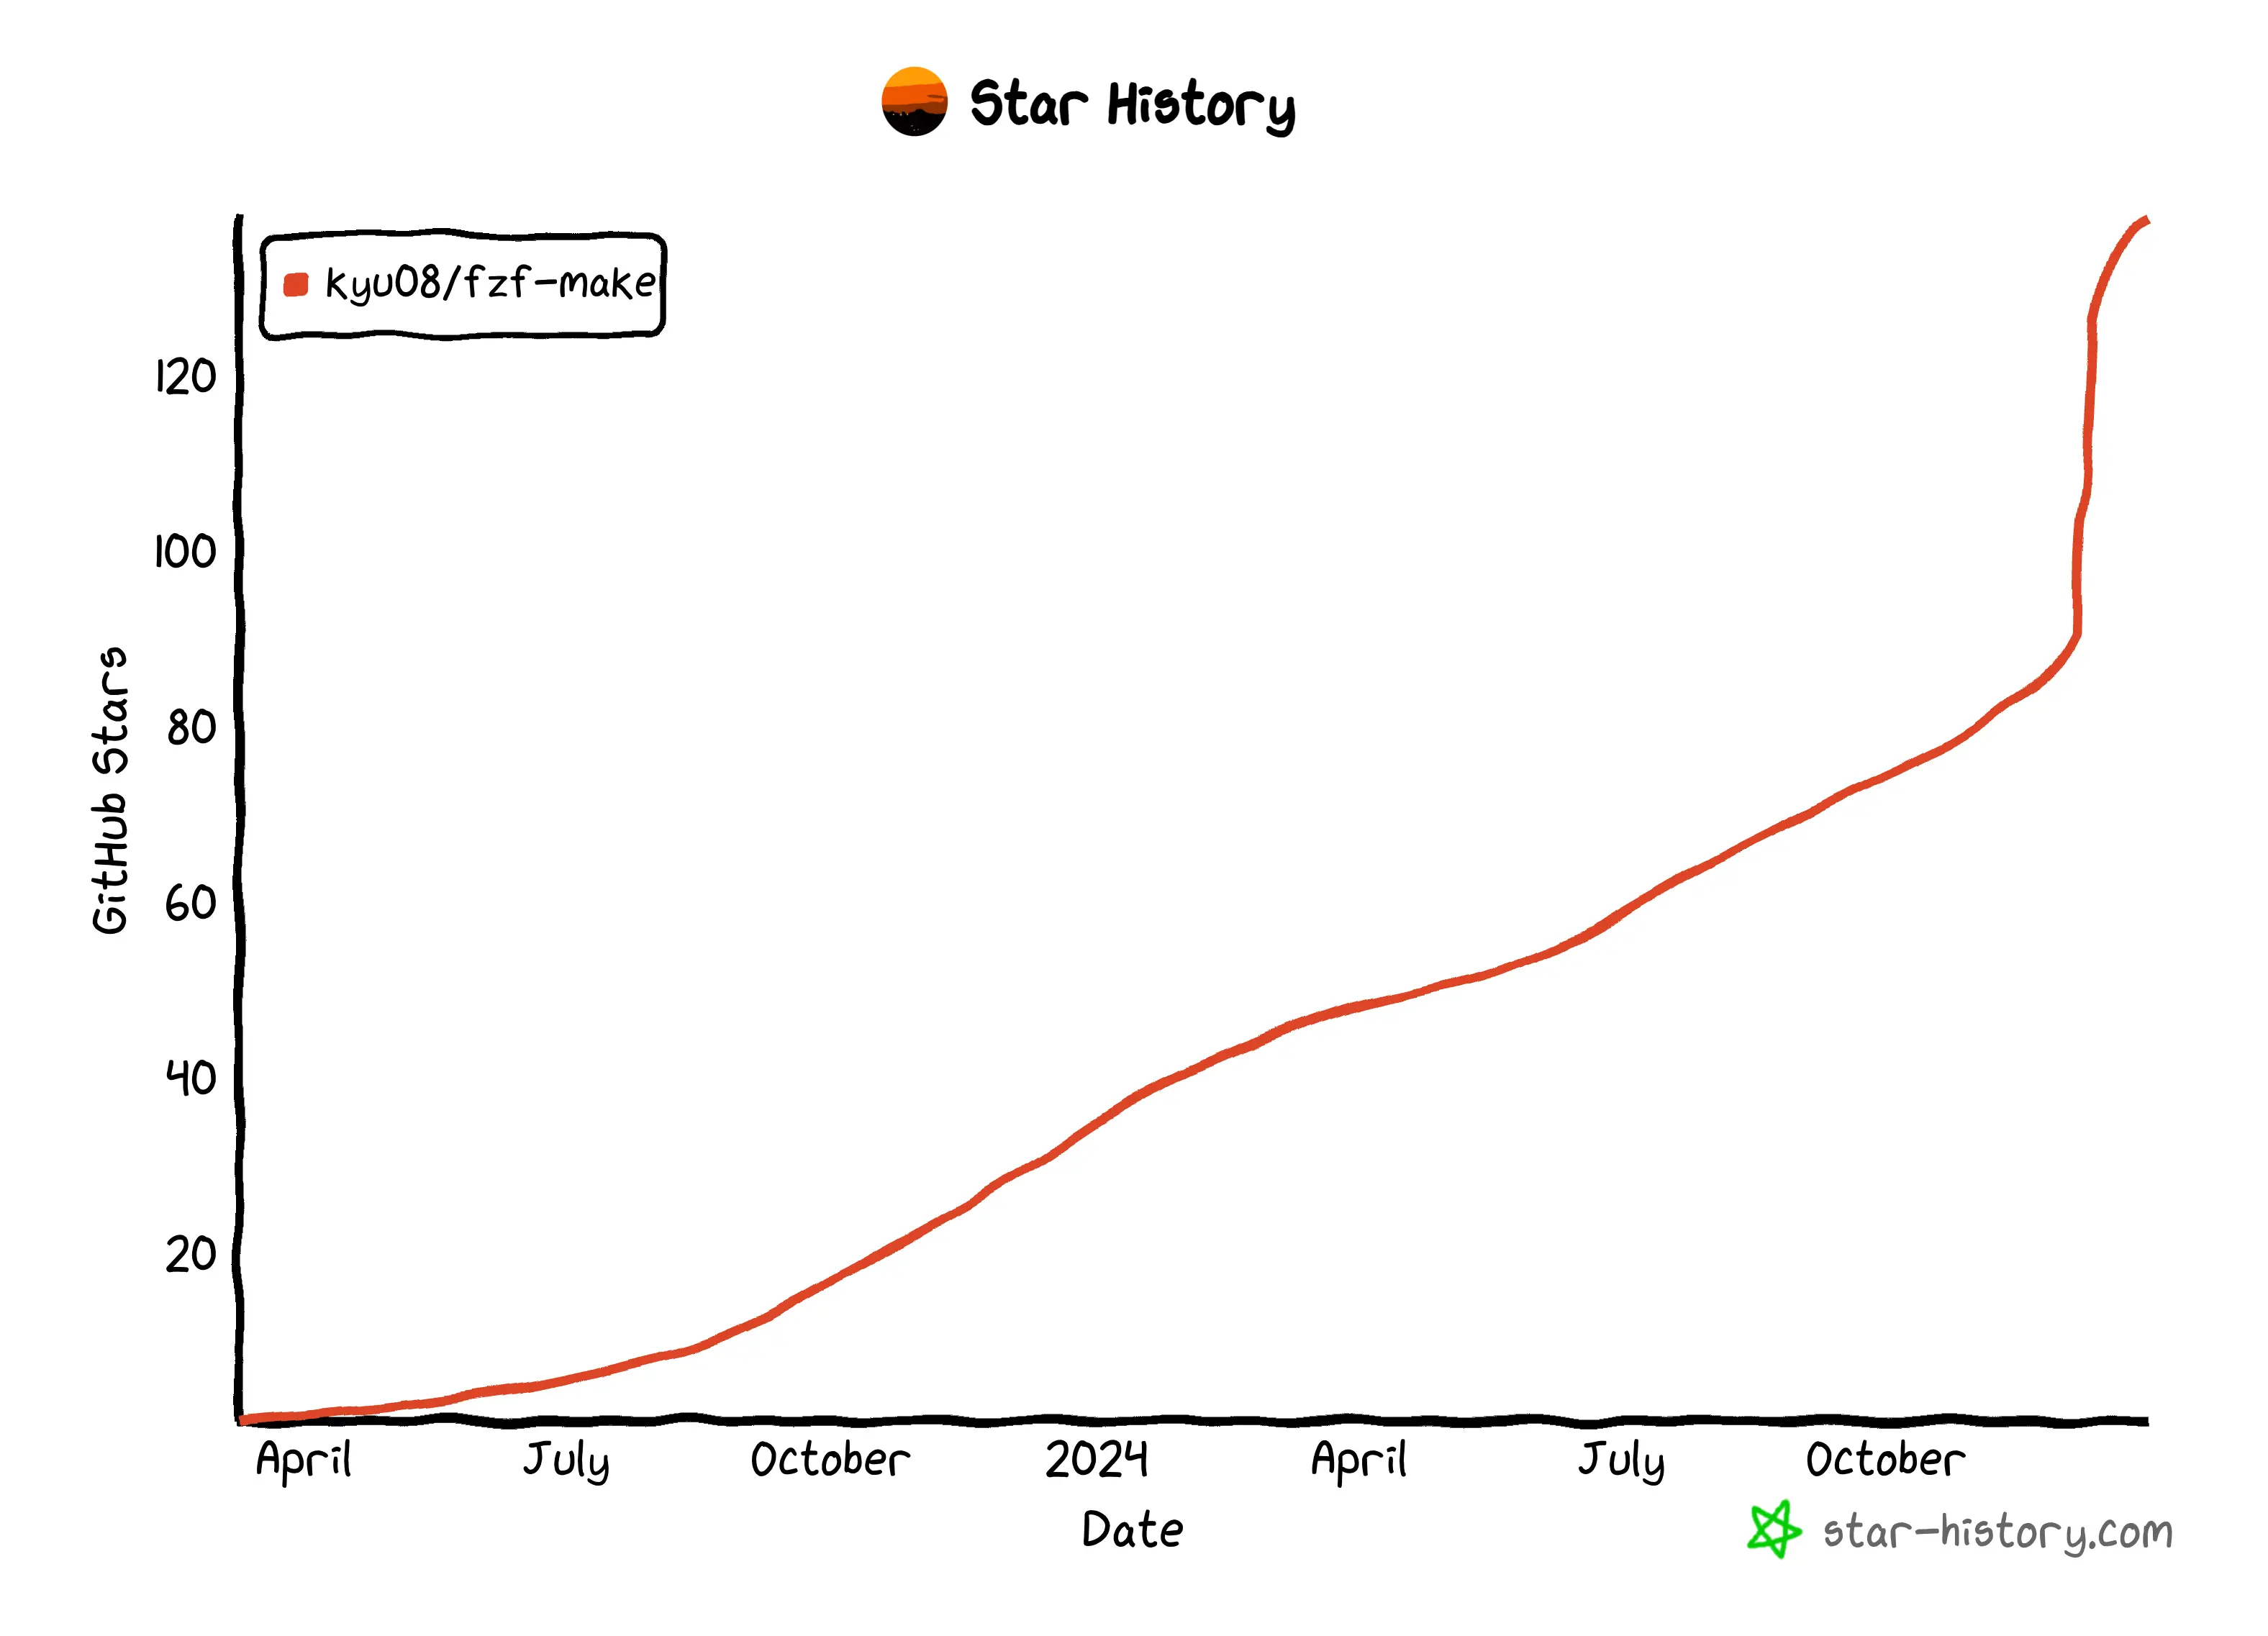 Star History
kyu08/fzf-make
120
100
80
60
40
20
GitHub Stars
April July October 2024 April July October
Date
star-history.com